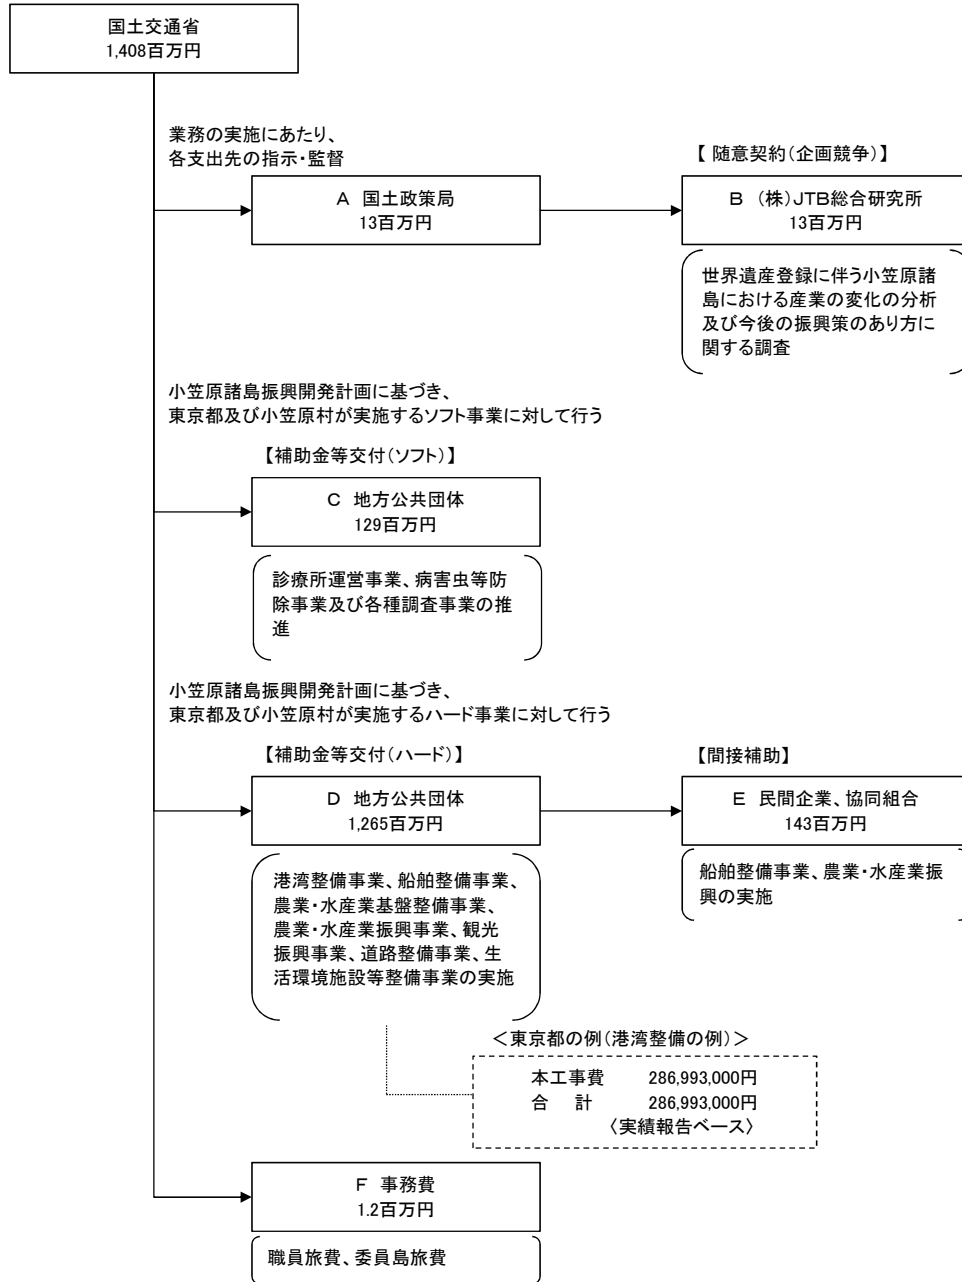 国土交通省
1,408百万円
業務の実施にあたり、
各支出先の指示・監督
【 随意契約(企画競争)】
A 国土政策局
13百万円
B (株)JTB総合研究所
13百万円
世界遺産登録に伴う小笠原諸
島における産業の変化の分析
及び今後の振興策のあり方に
関する調査
小笠原諸島振興開発計画に基づき、
東京都及び小笠原村が実施するソフト事業に対して行う
【補助金等交付(ソフト)】
C 地方公共団体
129百万円
診療所運営事業、病害虫等防
除事業及び各種調査事業の推
進
小笠原諸島振興開発計画に基づき、
東京都及び小笠原村が実施するハード事業に対して行う
【補助金等交付(ハード)】
【間接補助】
D 地方公共団体
1,265百万円
E 民間企業、協同組合
143百万円
港湾整備事業、船舶整備事業、
農業・水産業基盤整備事業、
農業・水産業振興事業、観光
振興事業、道路整備事業、生
活環境施設等整備事業の実施
船舶整備事業、農業・水産業振
興の実施
<東京都の例(港湾整備の例)>
本工事費 286,993,000円
合 計 286,993,000円
〈実績報告ベース〉
F 事務費
1.2百万円
職員旅費、委員島旅費